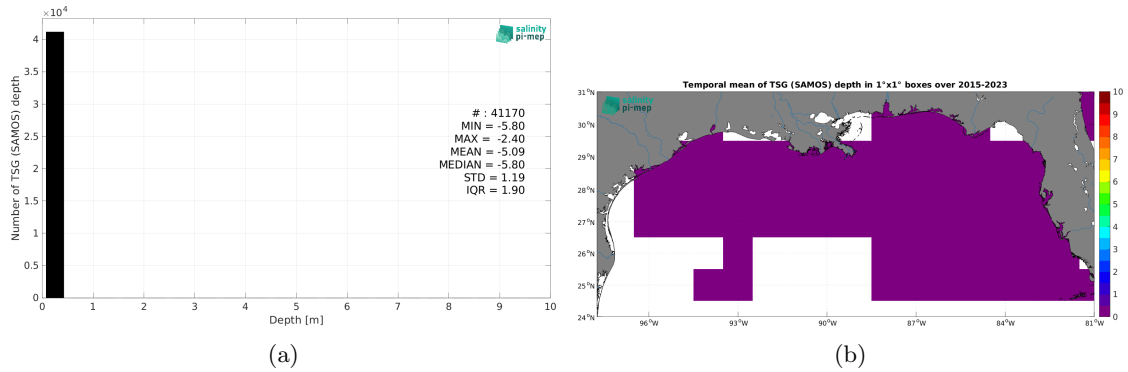 ×10⁴
4
3.5
3
2.5
2
1.5
1
0.5
0
Number of TSG (SAMOS) depth
0 1 2 3 4 5 6 7 8 9 10
Depth [m]
salinity
pi-mep
# : 41170
MIN = -5.80
MAX = -2.40
MEAN = -5.09
MEDIAN = -5.80
STD = 1.19
IQR = 1.90
(a)
Temporal mean of TSG (SAMOS) depth in 1°x1° boxes over 2015-2023
salinity
pi-mep
31°N
30°N
29°N
28°N
27°N
26°N
25°N
24°N
96°W 93°W 90°W 87°W 84°W 81°W
10
9
8
7
6
5
4
3
2
1
0
(b)